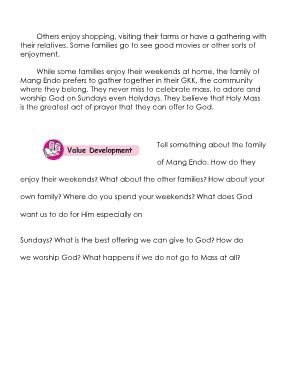 Others enjoy shopping, visiting their farms or have a gathering with
their relatives. Some families go to see good movies or other sorts of
enjoyment.
While some families enjoy their weekends at home, the family of
Mang Endo prefers to gather together in their GKK, the community
where they belong. They never miss to celebrate mass, to adore and
worship God on Sundays even Holydays. They believe that Holy Mass
is the greatest act of prayer that they can offer to God.
Value Development
Tell something about the family
of Mang Endo. How do they
enjoy their weekends? What about the other families? How about your
own family? Where do you spend your weekends? What does God
want us to do for Him especially on
Sundays? What is the best offering we can give to God? How do
we worship God? What happens if we do not go to Mass at all?